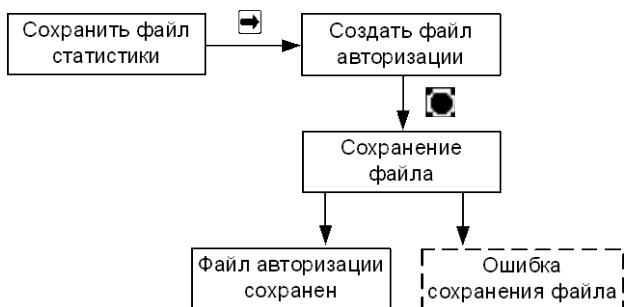 Сохранить файл
статистики
Создать файл
авторизации
Сохранение
файла
Файл авторизации
сохранен
Ошибка
сохранения файла